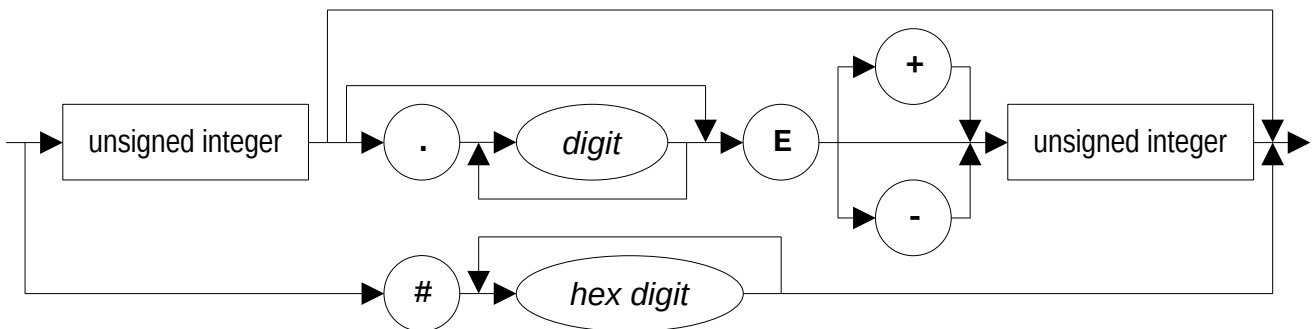 +
unsigned integer
.
digit
E
unsigned integer
-
#
hex digit